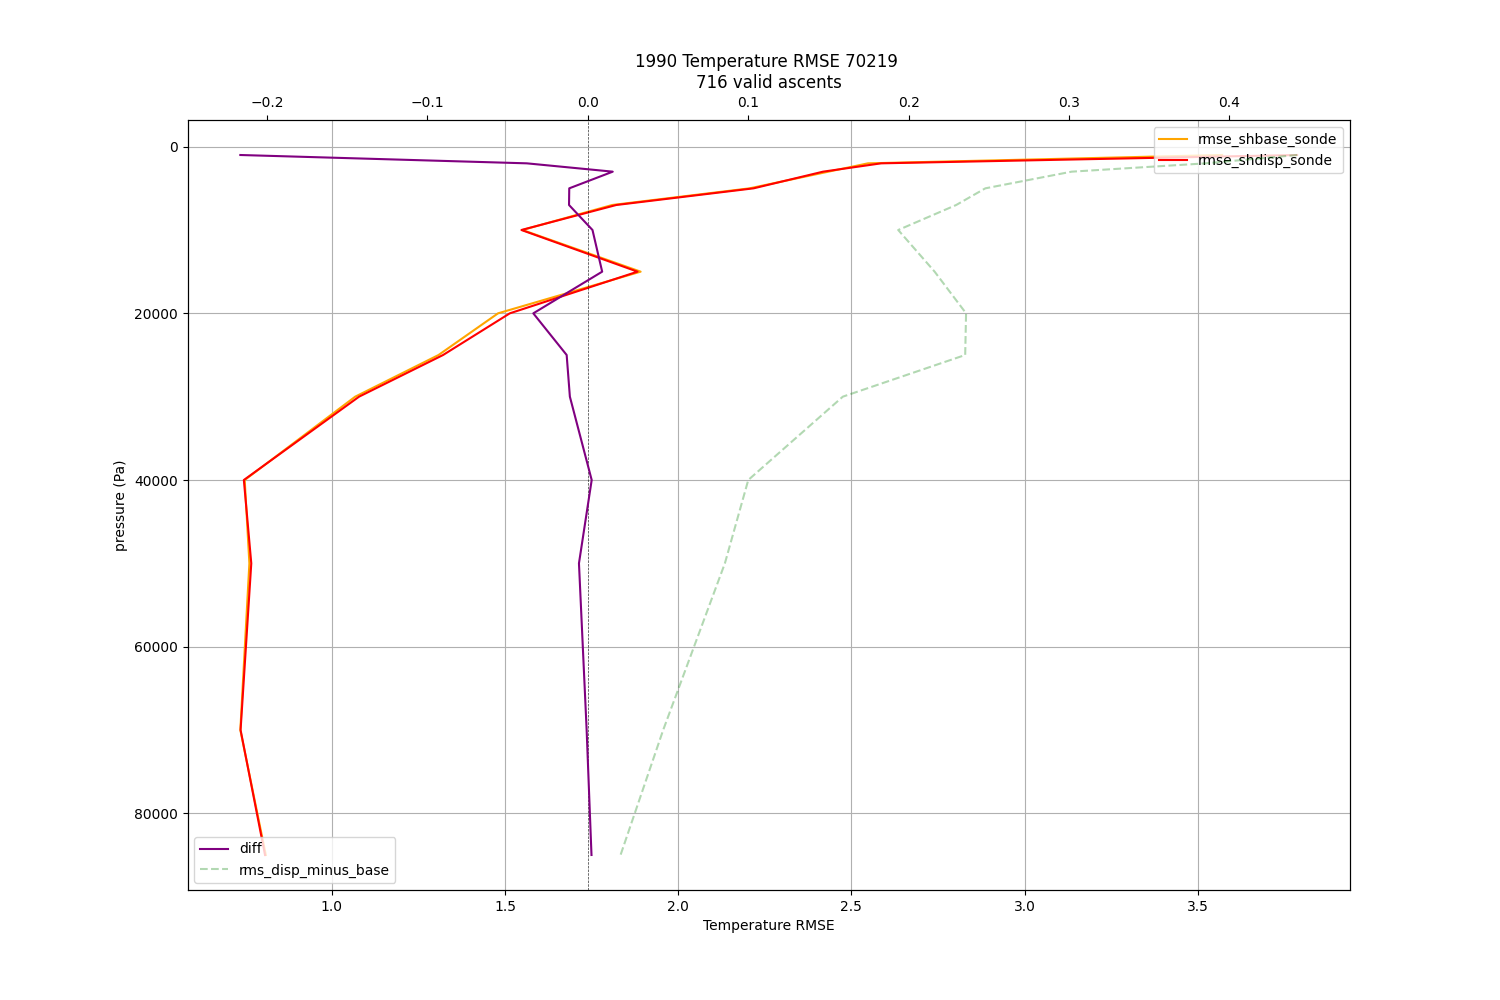 1990 Temperature RMSE 70219
716 valid ascents
−0.2 −0.1 0.0 0.1 0.2 0.3 0.4
rmse_shbase_sonde
rmse_shdisp_sonde
0
20000
40000
60000
80000
pressure (Pa)
diff
rms_disp_minus_base
1.0 1.5 2.0 2.5 3.0 3.5
Temperature RMSE